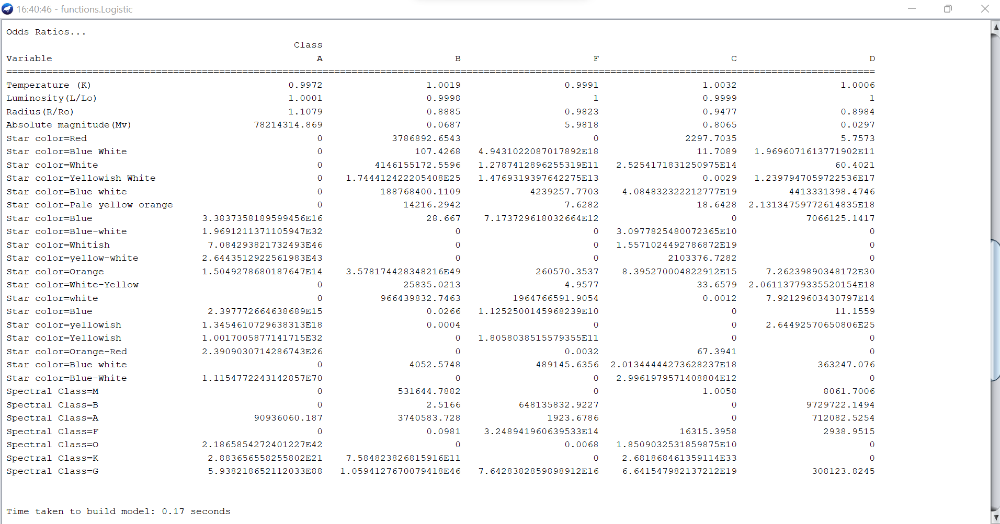 16:40:46 - functions.Logistic
Odds Ratios...
Class
Variable A B F C D
=======================================================================================================================================================
Temperature (K) 0.9972 1.0019 0.9991 1.0032 1.0006
Luminosity(L/Lo) 1.0001 0.9998 1 0.9999 1
Radius(R/Ro) 1.1079 0.8885 0.9823 0.9477 0.8984
Absolute magnitude(Mv) 78214314.869 0.0687 5.9818 0.8065 0.0297
Star color=Red 0 3786892.6543 0 2297.7035 5.7573
Star color=Blue White 0 107.4268 4.9431022087017892E18 11.7089 1.9696071613771902E11
Star color=White 0 4146155172.5596 1.2787412896255319E11 2.5254171831250975E14 60.4021
Star color=Yellowish White 0 1.744412422205408E25 1.4769319397642275E13 0.0029 1.2397947059722536E17
Star color=Blue white 0 188768400.1109 4239257.7703 4.084832322212777E19 4413331398.4746
Star color=Pale yellow orange 0 14216.2942 7.6282 18.6428 2.13134759772614835E18
Star color=Blue 3.3837358189599456E16 28.667 7.173729618032664E12 0 7066125.1417
Star color=Blue-white 1.9691211371105947E32 0 0 3.0977825480072365E10 0
Star color=Whitish 7.084293821732493E46 0 0 1.5571024492786872E19 0
Star color=yellow-white 2.6443512922561983E43 0 0 2103376.7282 0
Star color=Orange 1.5049278680187647E14 3.578174428348216E49 260570.3537 8.395270004822912E15 7.26239890348172E30
Star color=White-Yellow 0 25835.0213 4.9577 33.6579 2.06113779335520154E18
Star color=white 0 966439832.7463 1964766591.9054 0.0012 7.92129603430797E14
Star color=Blue 2.397772664638689E15 0.0266 1.1252500145968239E10 0 11.1559
Star color=yellowish 1.3454610729638313E18 0.0004 0 0 2.64492570650806E25
Star color=Yellowish 1.0017005877141715E32 0 1.8058038515579355E11 0 0
Star color=Orange-Red 2.3909030714286743E26 0 0.0032 67.3941 0
Star color=Blue white 0 4052.5748 489145.6356 2.01344444273628237E18 363247.076
Star color=Blue-White 1.1154772243142857E70 0 0 2.9961979571408804E12 0
Spectral Class=M 0 531644.7882 0 1.0058 8061.7006
Spectral Class=B 0 2.5166 648135832.9227 0 9729722.1494
Spectral Class=A 90936060.187 3740583.728 1923.6786 0 712082.5254
Spectral Class=F 0 0.0981 3.248941960639533E14 16315.3958 2938.9515
Spectral Class=O 2.1865854272401227E42 0 0.0068 1.8509032531859875E10 0
Spectral Class=K 2.883656558255802E21 7.584823826815916E11 0 2.681868461359114E33 0
Spectral Class=G 5.938218652112033E88 1.0594127670079418E46 7.6428382859898912E16 6.641547982137212E19 308123.8245
Time taken to build model: 0.17 seconds